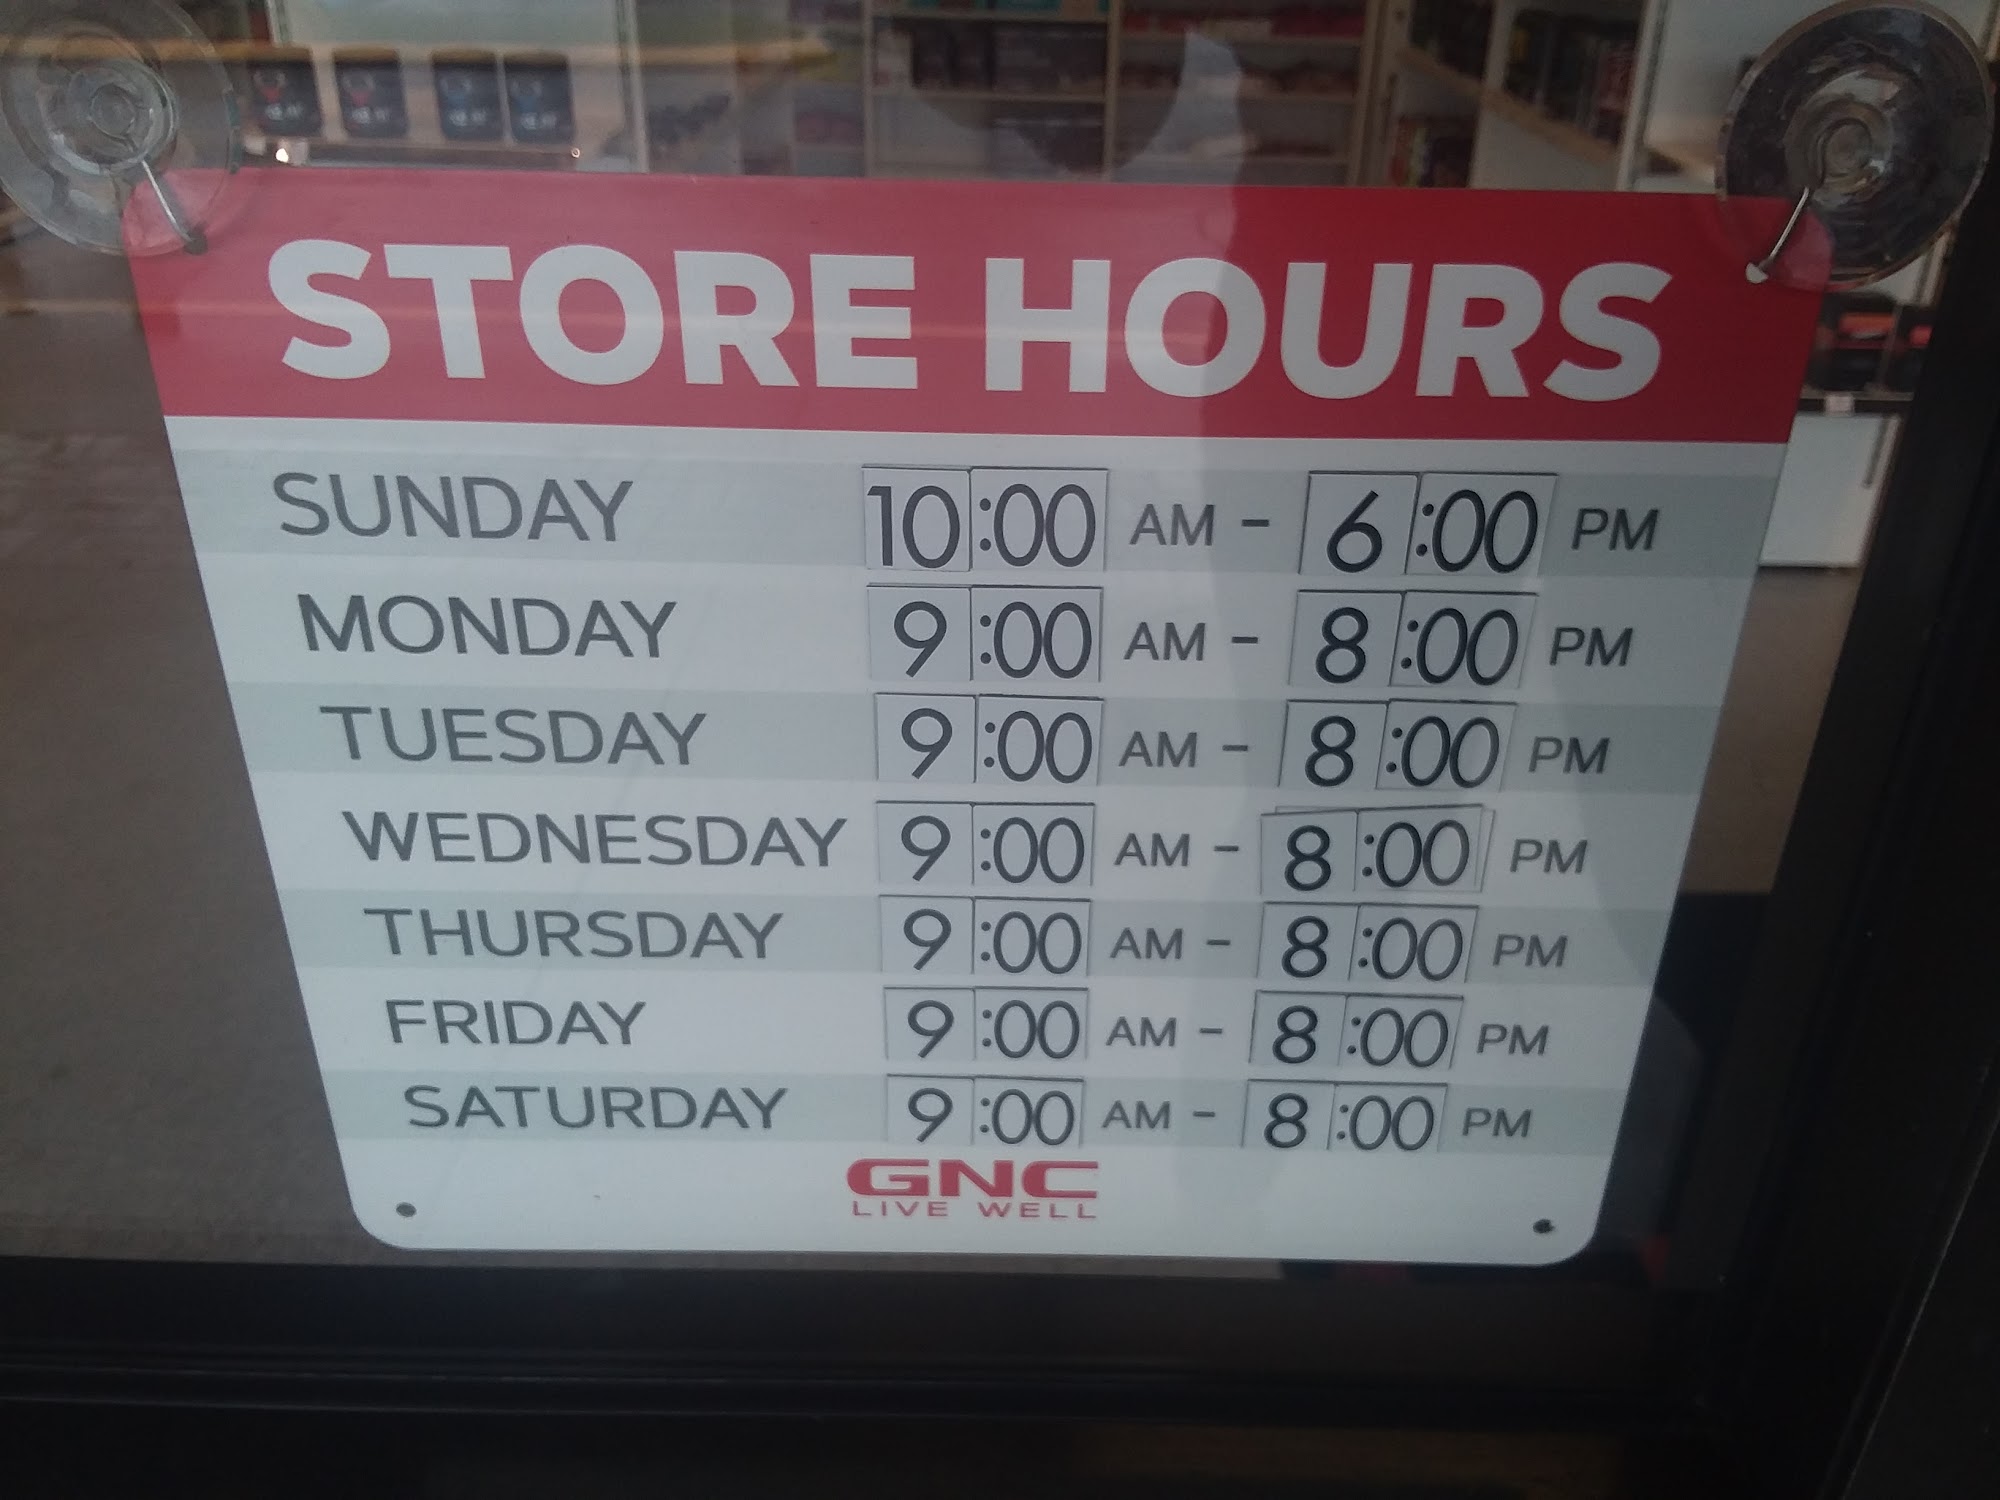 STORE HOURS
SUNDAY 10:00 AM - 6:00 PM
MONDAY 9:00 AM - 8:00 PM
TUESDAY 9:00 AM - 8:00 PM
WEDNESDAY 9:00 AM - 8:00 PM
THURSDAY 9:00 AM - 8:00 PM
FRIDAY 9:00 AM - 8:00 PM
SATURDAY 9:00 AM - 8:00 PM
GNC
LIVE WELL